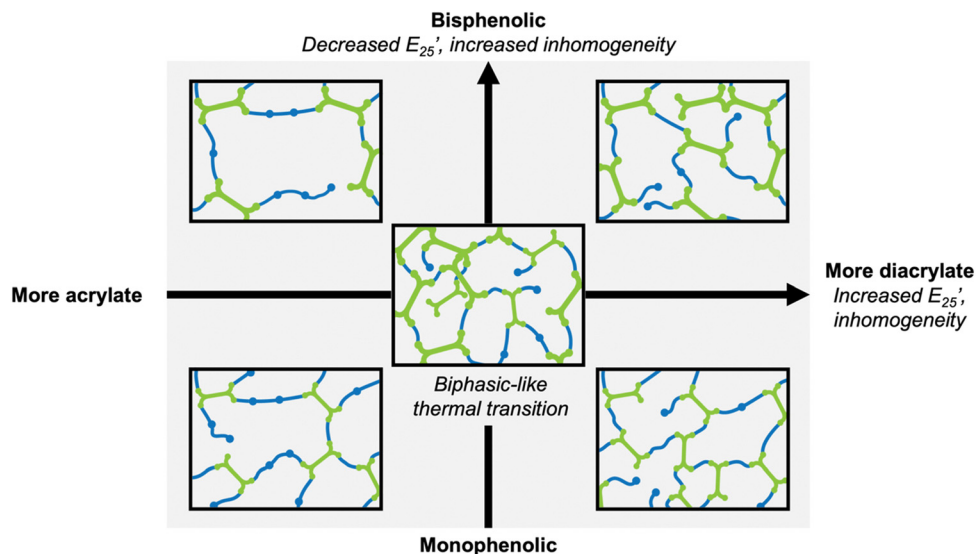 Bisphenolic
Decreased E25', increased inhomogeneity
More acrylate
More diacrylate
Increased E25',
inhomogeneity
Biphasic-like
thermal transition
Monophenolic